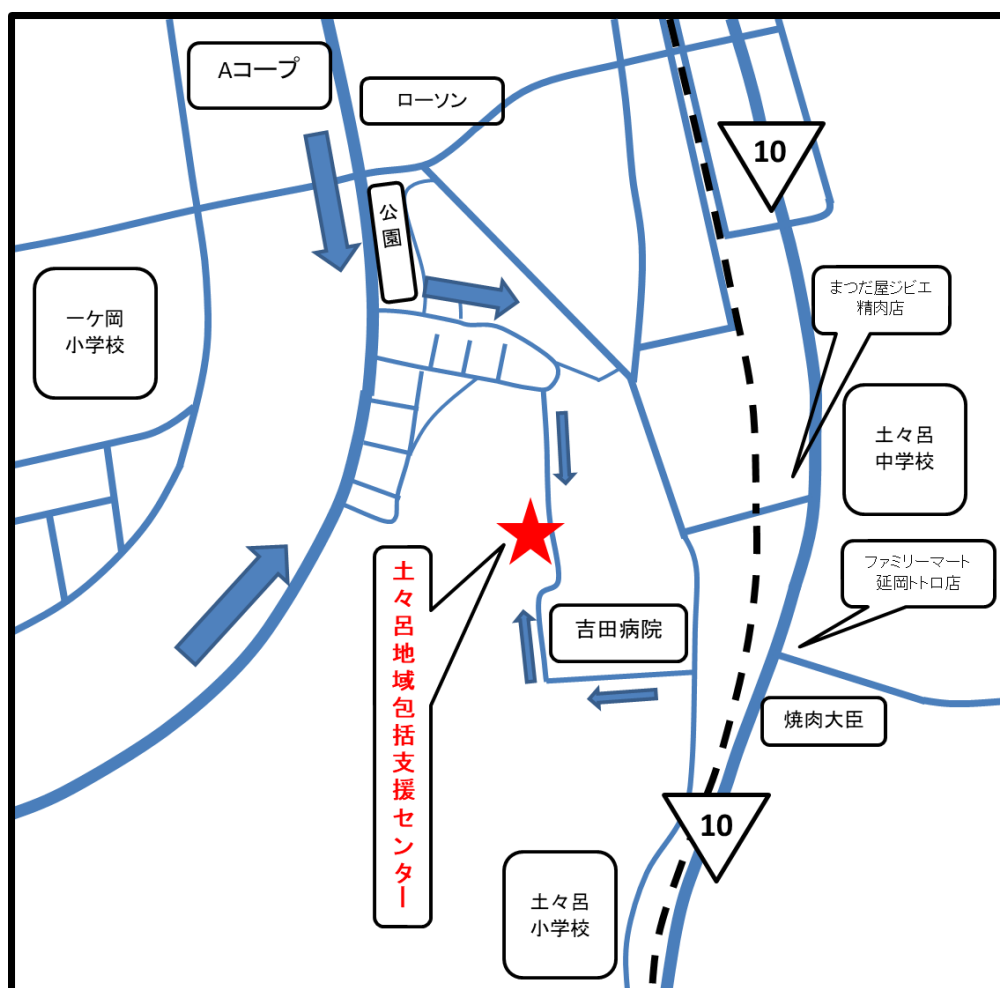 Aコープ
ローソン
10
公
園
まつだ屋ジビエ
精肉店
一ケ岡
小学校
土々呂
中学校
ファミリーマート
延岡トトロ店
土々呂地域包括支援センター
吉田病院
焼肉大臣
10
土々呂
小学校